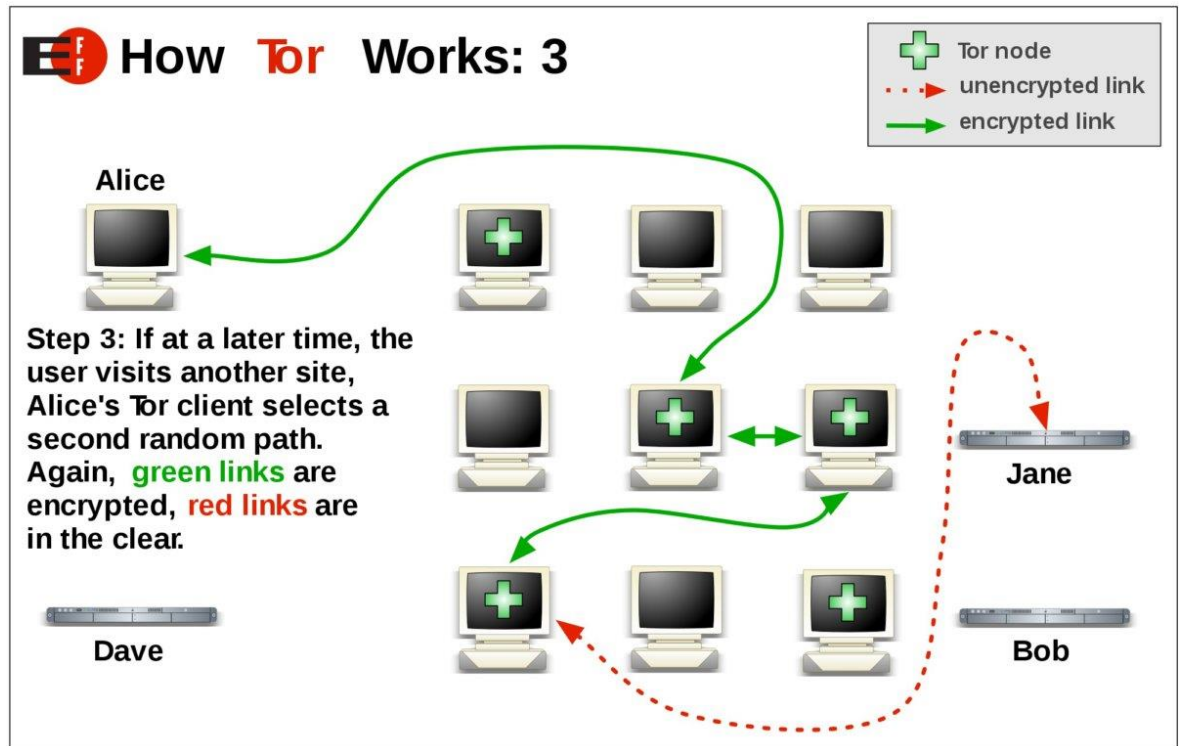 EFF How Tor Works: 3
Tor node
unencrypted link
encrypted link
Alice
Step 3: If at a later time, the
user visits another site,
Alice's Tor client selects a
second random path.
Again, green links are
encrypted, red links are
in the clear.
Jane
Dave
Bob